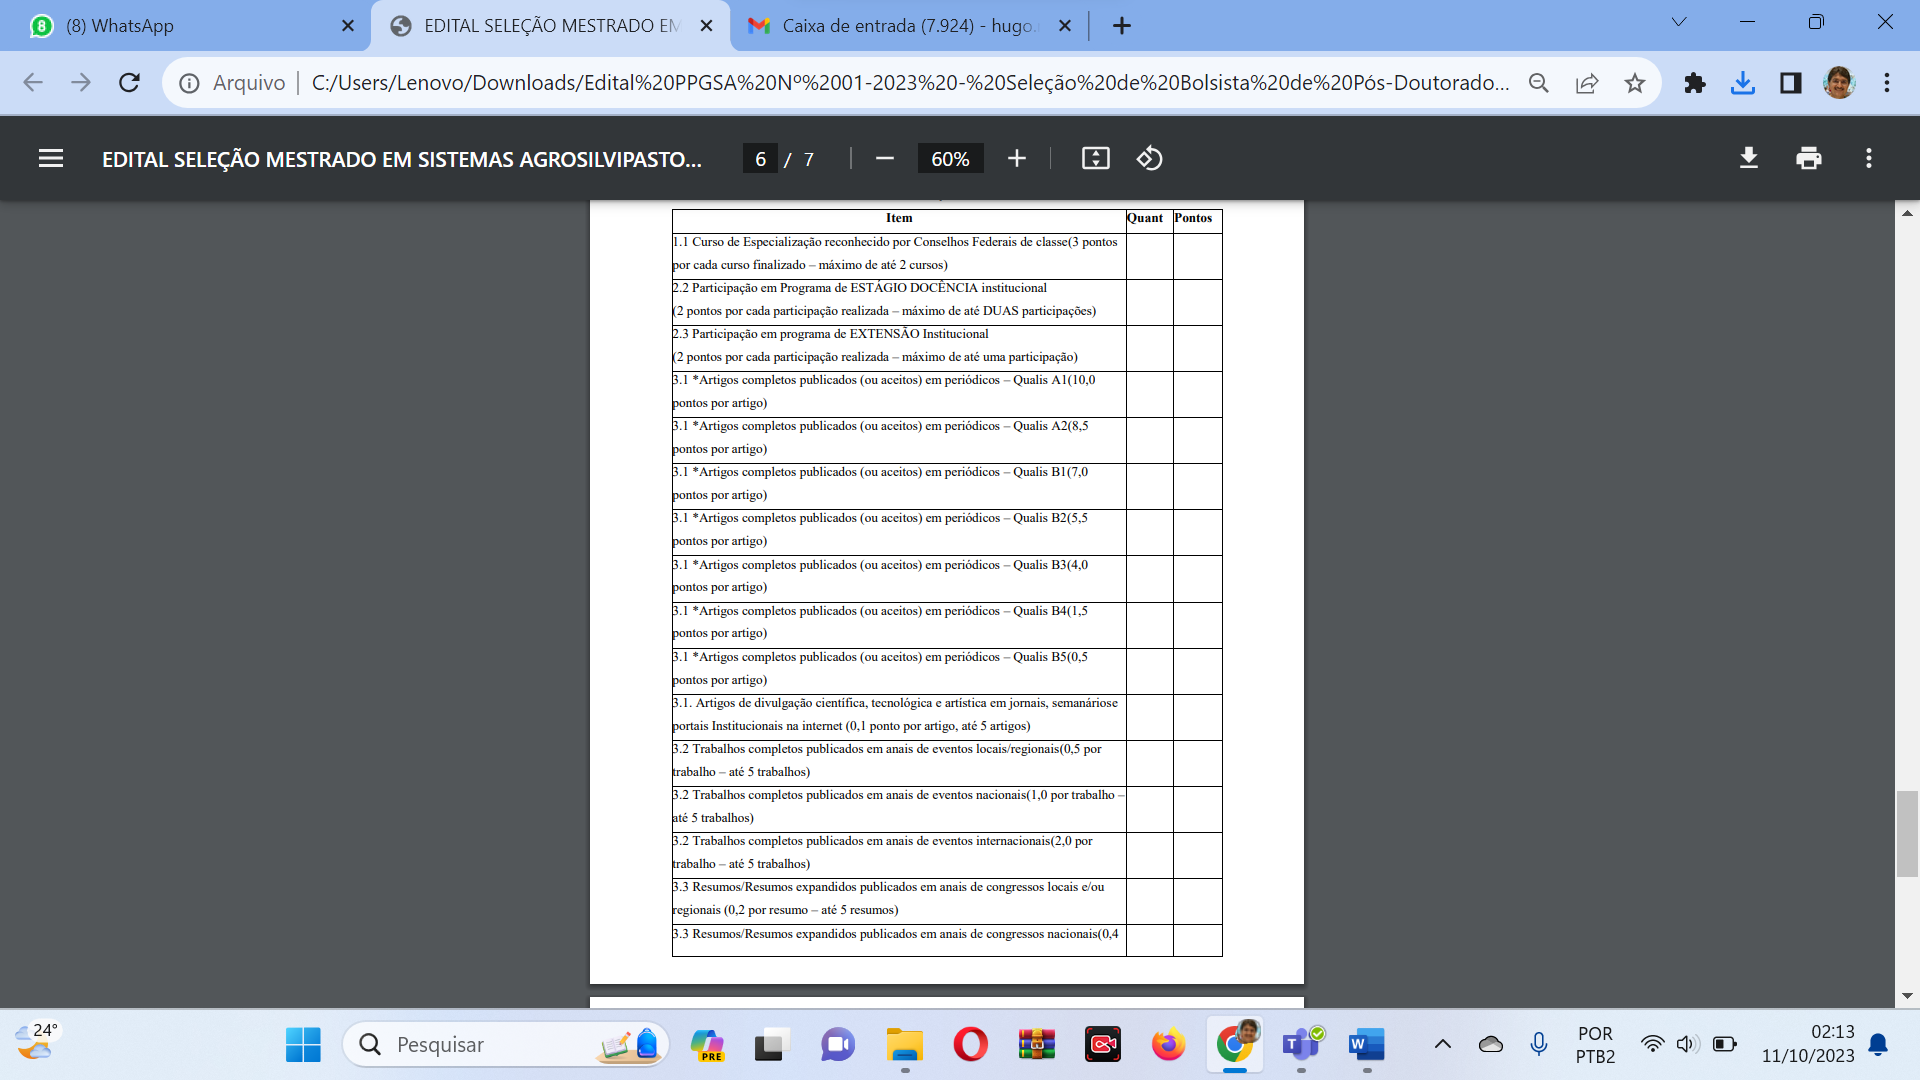 (8) WhatsApp
EDITAL SELEÇÃO MESTRADO EM
Caixa de entrada (7.924) - hugo.
Arquivo
C:/Users/Lenovo/Downloads/Edital%20PPGSA%20Nº%2001-2023%20-%20Seleção%20de%20Bolsista%20de%20Pós-Doutorado...
EDITAL SELEÇÃO MESTRADO EM SISTEMAS AGROSILVIPASTO...
6 / 7
60%
Item Quant Pontos
1.1 Curso de Especialização reconhecido por Conselhos Federais de classe(3 pontos
por cada curso finalizado – máximo de até 2 cursos)
2.2 Participação em Programa de ESTÁGIO DOCÊNCIA institucional
(2 pontos por cada participação realizada – máximo de até DUAS participações)
2.3 Participação em programa de EXTENSÃO Institucional
(2 pontos por cada participação realizada – máximo de até uma participação)
3.1 *Artigos completos publicados (ou aceitos) em periódicos – Qualis A1(10,0
pontos por artigo)
3.1 *Artigos completos publicados (ou aceitos) em periódicos – Qualis A2(8,5
pontos por artigo)
3.1 *Artigos completos publicados (ou aceitos) em periódicos – Qualis B1(7,0
pontos por artigo)
3.1 *Artigos completos publicados (ou aceitos) em periódicos – Qualis B2(5,5
pontos por artigo)
3.1 *Artigos completos publicados (ou aceitos) em periódicos – Qualis B3(4,0
pontos por artigo)
3.1 *Artigos completos publicados (ou aceitos) em periódicos – Qualis B4(1,5
pontos por artigo)
3.1 *Artigos completos publicados (ou aceitos) em periódicos – Qualis B5(0,5
pontos por artigo)
3.1. Artigos de divulgação científica, tecnológica e artística em jornais, semanáriose
portais Institucionais na internet (0,1 ponto por artigo, até 5 artigos)
3.2 Trabalhos completos publicados em anais de eventos locais/regionais(0,5 por
trabalho – até 5 trabalhos)
3.2 Trabalhos completos publicados em anais de eventos nacionais(1,0 por trabalho –
até 5 trabalhos)
3.2 Trabalhos completos publicados em anais de eventos internacionais(2,0 por
trabalho – até 5 trabalhos)
3.3 Resumos/Resumos expandidos publicados em anais de congressos locais e/ou
regionais (0,2 por resumo – até 5 resumos)
3.3 Resumos/Resumos expandidos publicados em anais de congressos nacionais(0,4
24°
Pesquisar
PRE
POR
PTB2
02:13
11/10/2023